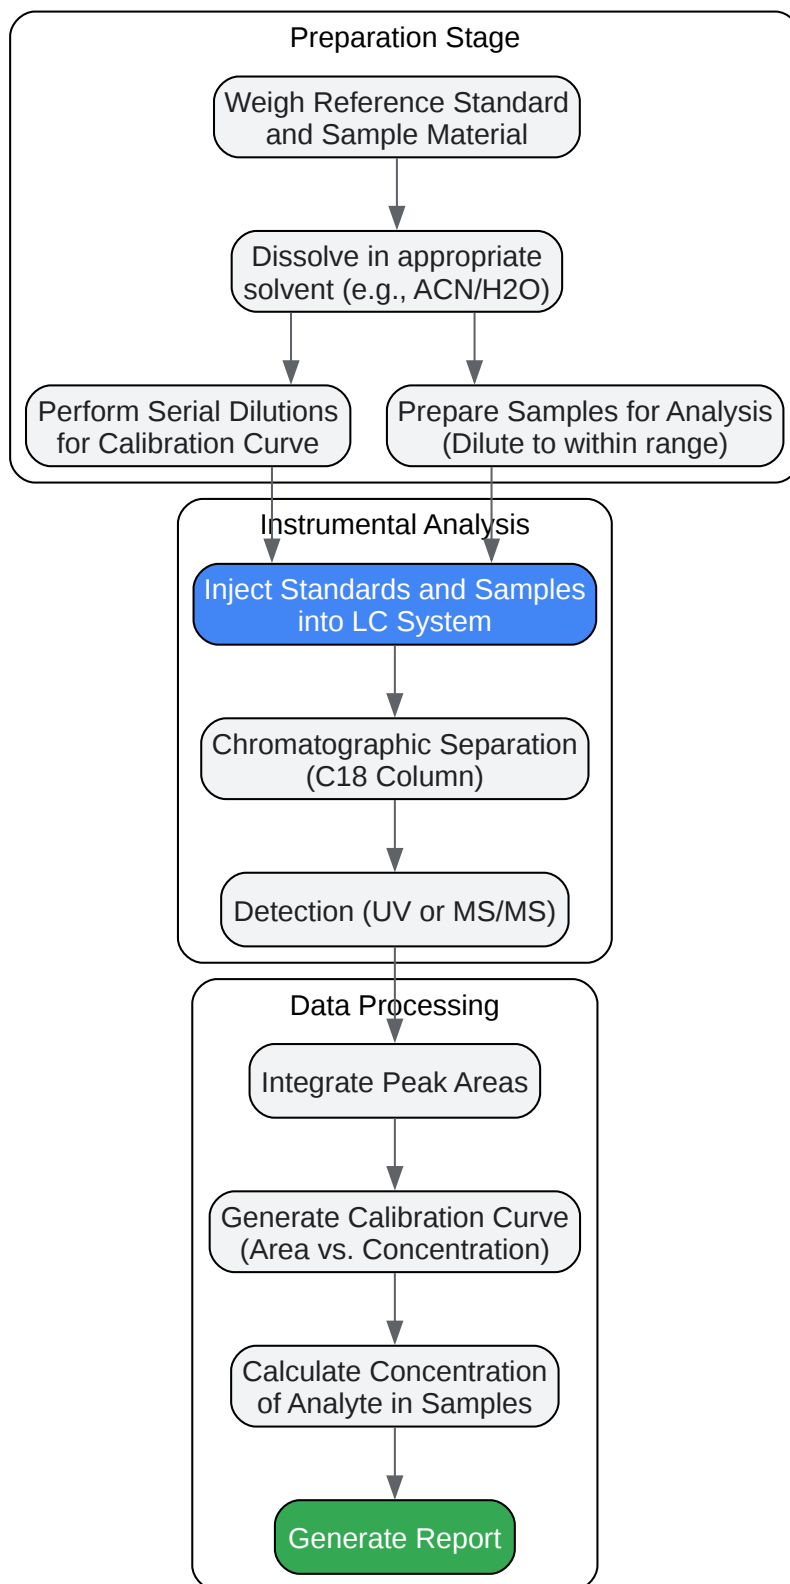 Preparation Stage
Weigh Reference Standard
and Sample Material
Dissolve in appropriate
solvent (e.g., ACN/H2O)
Perform Serial Dilutions
for Calibration Curve
Prepare Samples for Analysis
(Dilute to within range)
Instrumental Analysis
Inject Standards and Samples
into LC System
Chromatographic Separation
(C18 Column)
Detection (UV or MS/MS)
Data Processing
Integrate Peak Areas
Generate Calibration Curve
(Area vs. Concentration)
Calculate Concentration
of Analyte in Samples
Generate Report